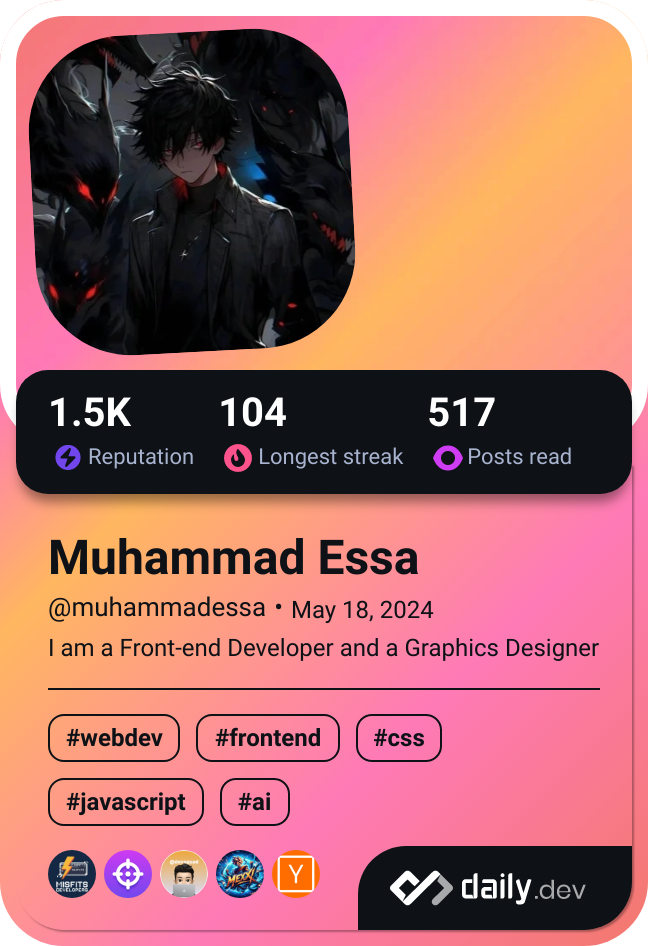 1.5K 104 517
Reputation Longest streak Posts read
Muhammad Essa
@muhammadessa • May 18, 2024
I am a Front-end Developer and a Graphics Designer
#webdev #frontend #css
#javascript #ai
MISFITS
DEVELOPERS
Y
daily.dev